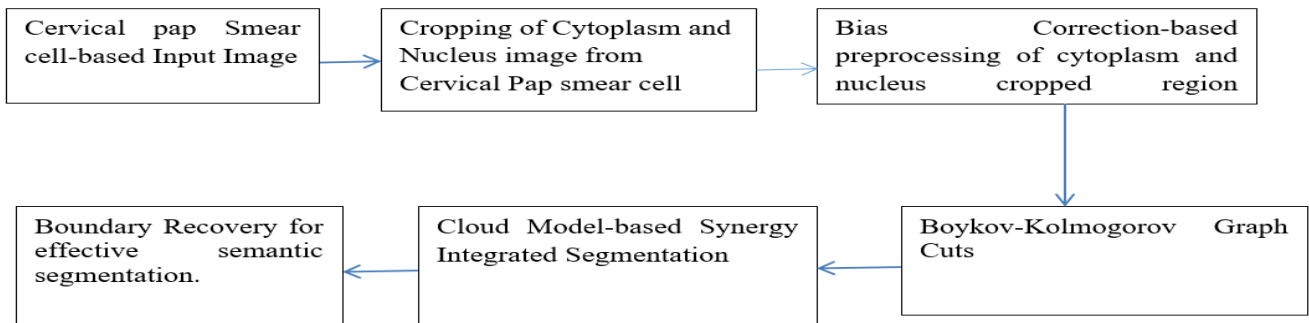 Cervical pap Smear
cell-based Input Image
Cropping of Cytoplasm and
Nucleus image from
Cervical Pap smear cell
Bias Correction-based
preprocessing of cytoplasm and
nucleus cropped region
Boykov-Kolmogorov Graph
Cuts
Cloud Model-based Synergy
Integrated Segmentation
Boundary Recovery for
effective semantic
segmentation.